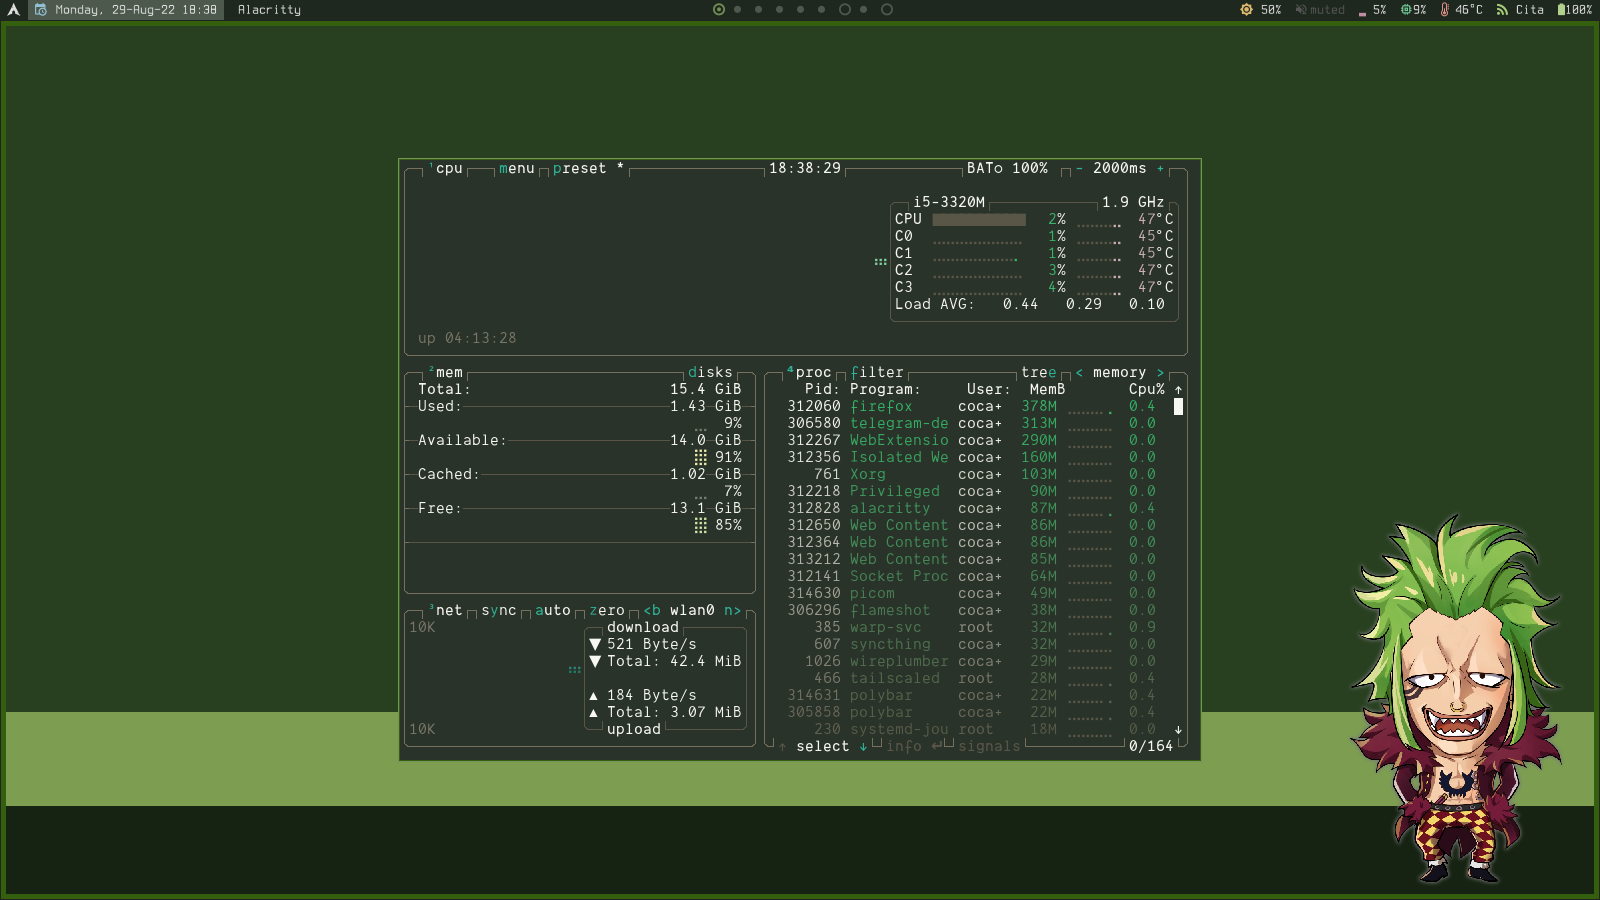 Monday, 29-Aug-22 18:38 Alacritty 50% muted 5% 9% 46°C Cita 100%
¹cpu menu preset * 18:38:29 BAT0 100% - 2000ms +
i5-3320M 1.9 GHz
CPU 2% 47°C
C0 1% 45°C
C1 1% 45°C
C2 3% 47°C
C3 4% 47°C
Load AVG: 0.44 0.29 0.10
up 04:13:28
²mem disks
Total: 15.4 GiB
Used: 1.43 GiB
9%
Available: 14.0 GiB
91%
Cached: 1.02 GiB
7%
Free: 13.1 GiB
85%
³net sync auto zero <b wlan0 n>
10K download
▼ 521 Byte/s
▼ Total: 42.4 MiB
▲ 184 Byte/s
▲ Total: 3.07 MiB
10K upload
⁴proc filter tree < memory >
Pid: Program: User: MemB Cpu% ↑
312060 firefox coca+ 378M 0.4
306580 telegram-de coca+ 313M 0.0
312267 WebExtensio coca+ 290M 0.0
312356 Isolated We coca+ 160M 0.0
761 Xorg coca+ 103M 0.0
312218 Privileged coca+ 90M 0.0
312828 alacritty coca+ 87M 0.4
312650 Web Content coca+ 86M 0.0
312364 Web Content coca+ 86M 0.0
313212 Web Content coca+ 85M 0.0
312141 Socket Proc coca+ 64M 0.0
314630 picom coca+ 49M 0.0
306296 flameshot coca+ 38M 0.0
385 warp-svc root 32M 0.9
607 syncthing coca+ 32M 0.0
1026 wireplumber coca+ 29M 0.0
466 tailscaled root 28M 0.4
314631 polybar coca+ 22M 0.0
305858 polybar coca+ 22M 0.4
230 systemd-jou root 18M 0.0 ↓
↑ select ↓ info ↵ signals 0/164